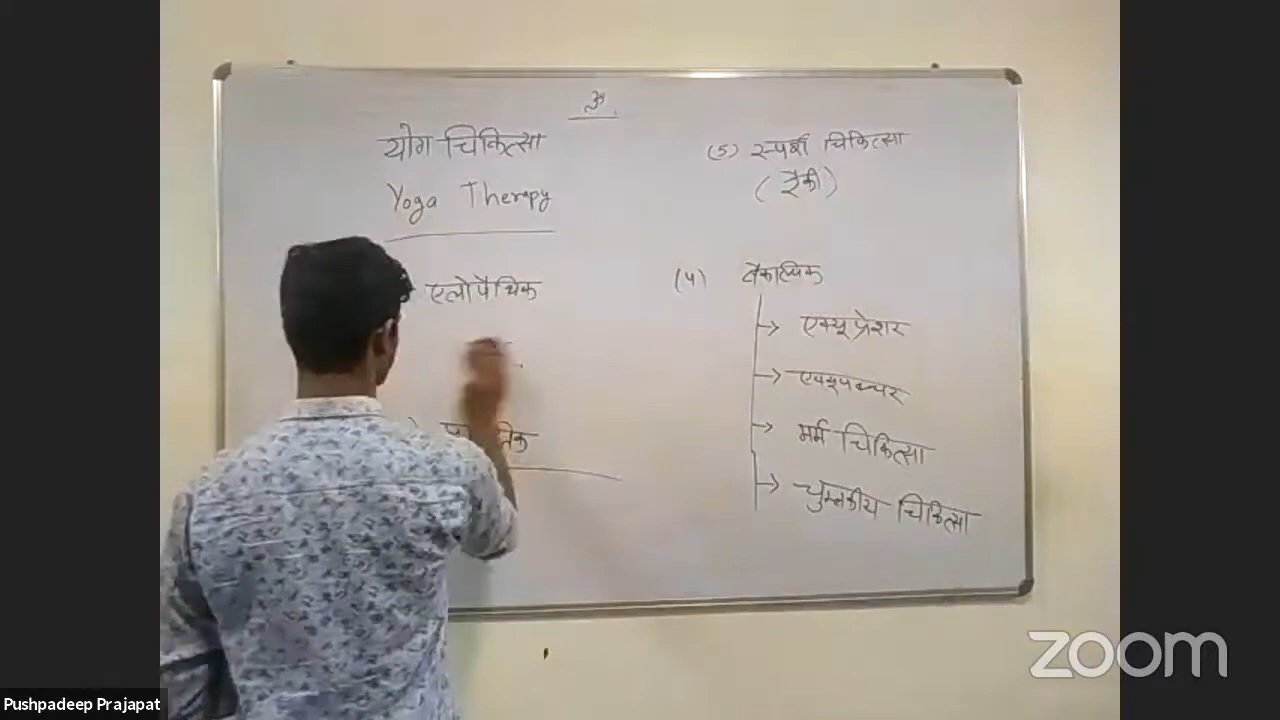 ॐ
योग चिकित्सा
Yoga Therapy
एलोपैथिक
(5) स्पर्श चिकित्सा
(रैकी)
(4) वैकल्पिक
→ एक्यूप्रेशर
→ एक्यूपंक्चर
→ मर्म चिकित्सा
→ चुम्बकीय चिकित्सा
zoom
Pushpadeep Prajapat